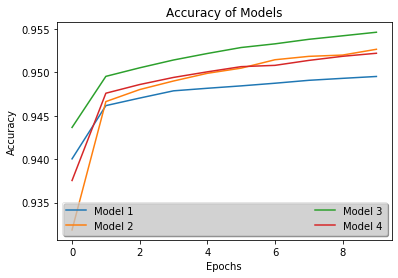 Accuracy of Models
0.955
0.950
0.945
0.940
0.935
Accuracy
Model 1 Model 3
Model 2 Model 4
0 2 4 6 8
Epochs